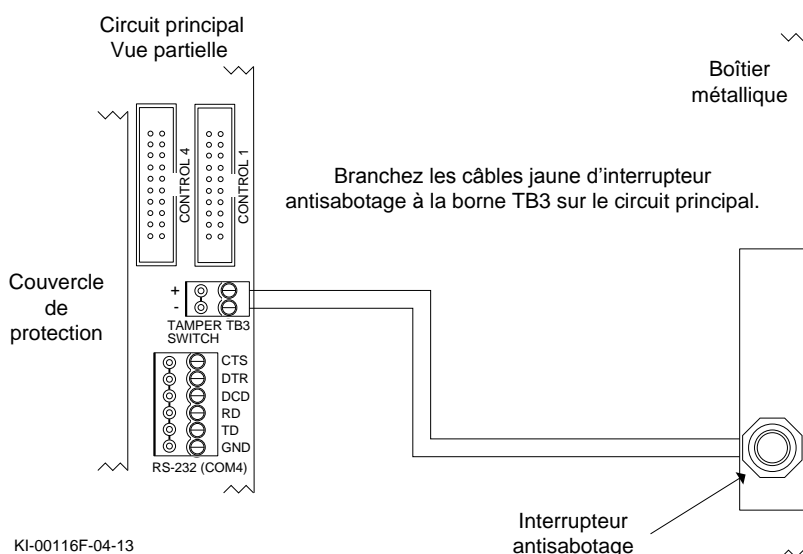 Circuit principal
Vue partielle
Boîtier
métallique
CONTROL 4
CONTROL 1
Branchez les câbles jaune d'interrupteur
antisabotage à la borne TB3 sur le circuit principal.
Couvercle
de
protection
+
-
TAMPER TB3
SWITCH
CTS
DTR
DCD
RD
TD
GND
RS-232 (COM4)
Interrupteur
antisabotage
KI-00116F-04-13